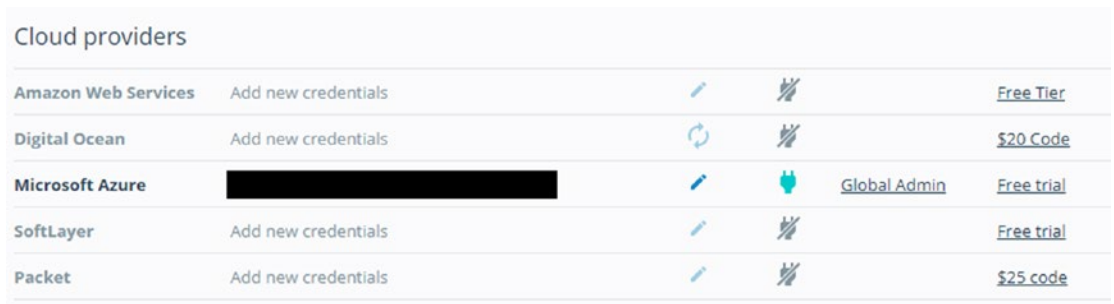 Cloud providers
Amazon Web Services Add new credentials Free Tier
Digital Ocean Add new credentials $20 Code
Microsoft Azure Global Admin Free trial
SoftLayer Add new credentials Free trial
Packet Add new credentials $25 code